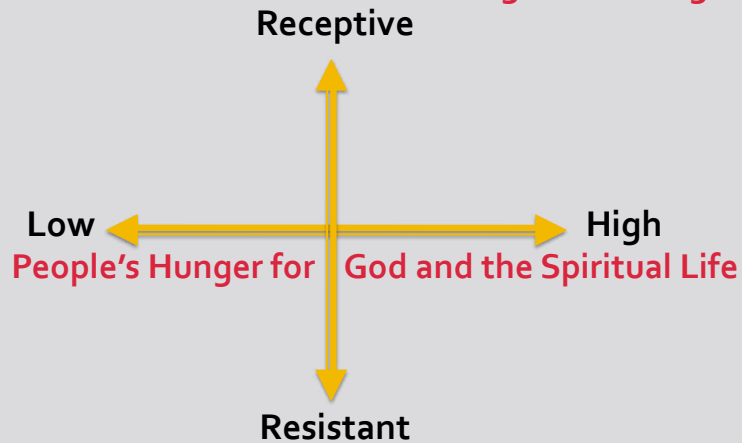 Receptive
Low High
People's Hunger for God and the Spiritual Life
Resistant